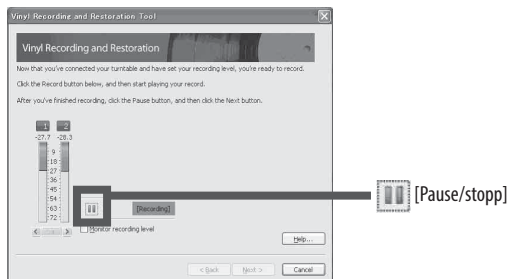 Vinyl Recording and Restoration Tool
Vinyl Recording and Restoration
Now that you've connected your turntable and have set your recording level, you're ready to record.
Click the Record button below, and then start playing your record.
After you've finished recording, click the Pause button, and then click the Next button.
1 2
-27.7 -28.3
9
18
27
36
45
54
63
72
[Recording]
Monitor recording level
[Pause/stopp]
Help...
< Back Next > Cancel